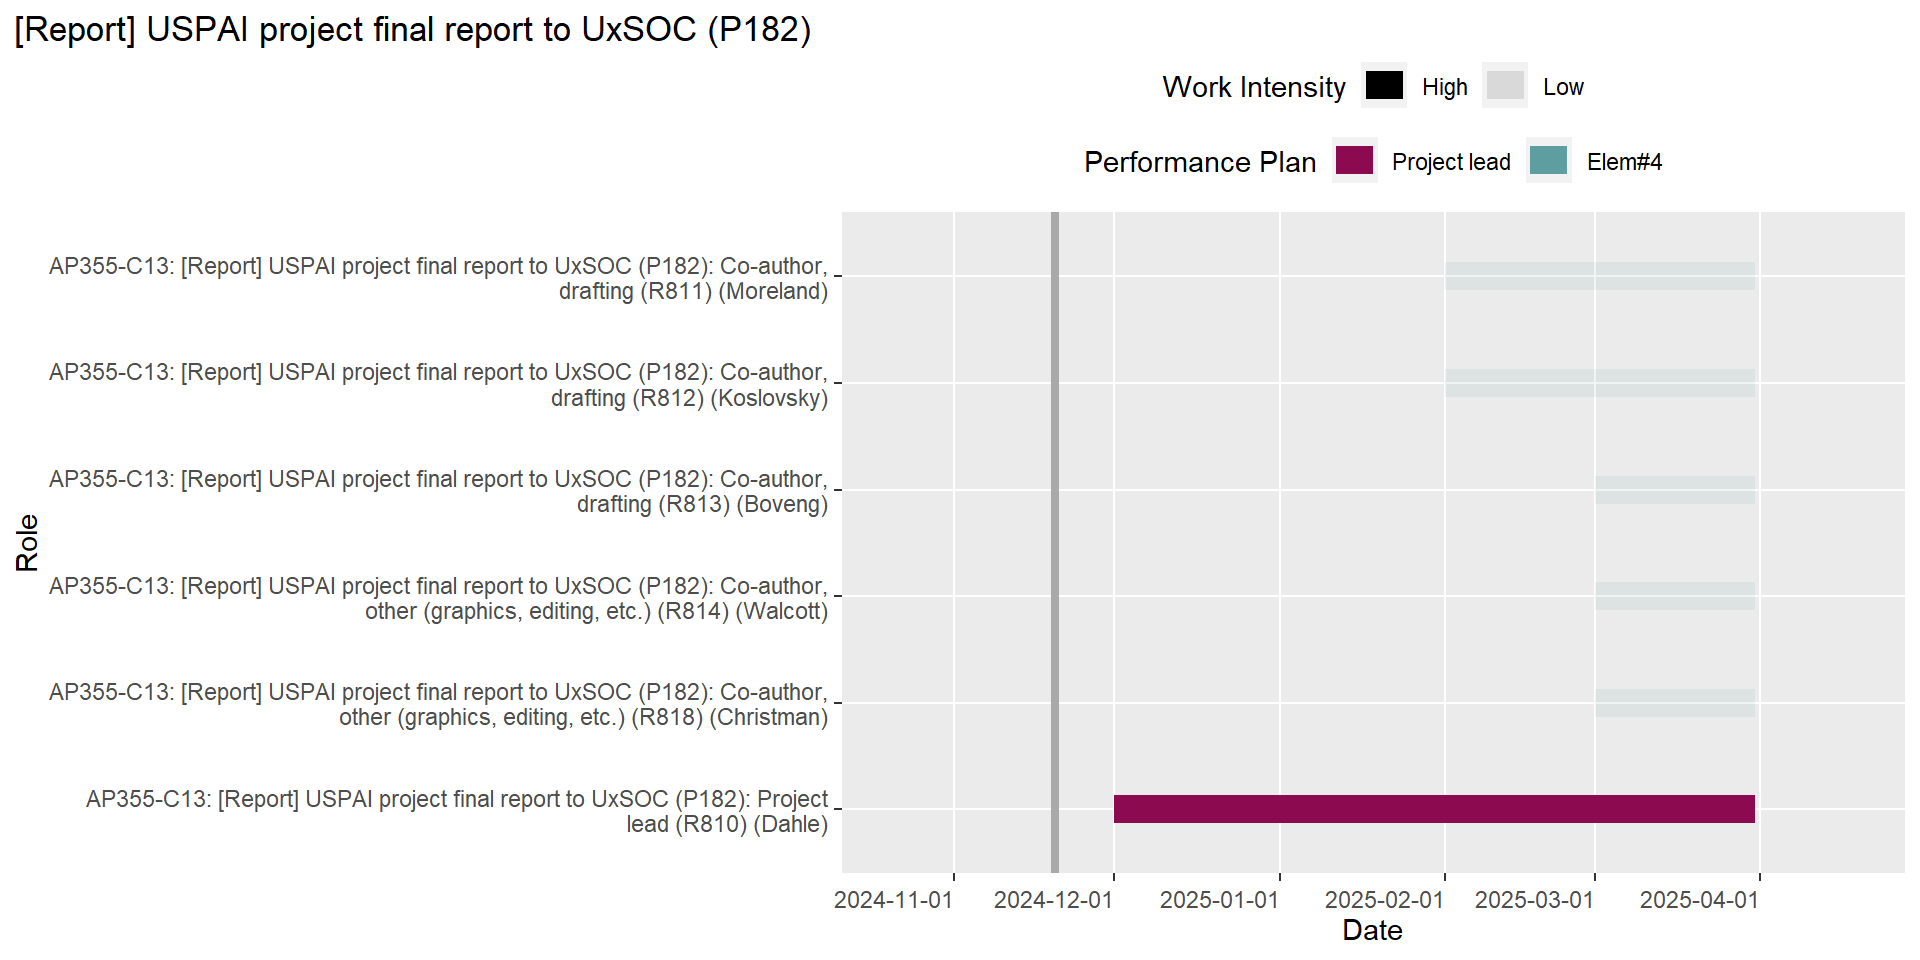 [Report] USPAI project final report to UxSOC (P182)
Work Intensity High Low
Performance Plan Project lead Elem#4
AP355-C13: [Report] USPAI project final report to UxSOC (P182): Co-author,
drafting (R811) (Moreland)
AP355-C13: [Report] USPAI project final report to UxSOC (P182): Co-author,
drafting (R812) (Koslovsky)
AP355-C13: [Report] USPAI project final report to UxSOC (P182): Co-author,
drafting (R813) (Boveng)
AP355-C13: [Report] USPAI project final report to UxSOC (P182): Co-author,
other (graphics, editing, etc.) (R814) (Walcott)
AP355-C13: [Report] USPAI project final report to UxSOC (P182): Co-author,
other (graphics, editing, etc.) (R818) (Christman)
AP355-C13: [Report] USPAI project final report to UxSOC (P182): Project
lead (R810) (Dahle)
Role
2024-11-01 2024-12-01 2025-01-01 2025-02-01 2025-03-01 2025-04-01
Date